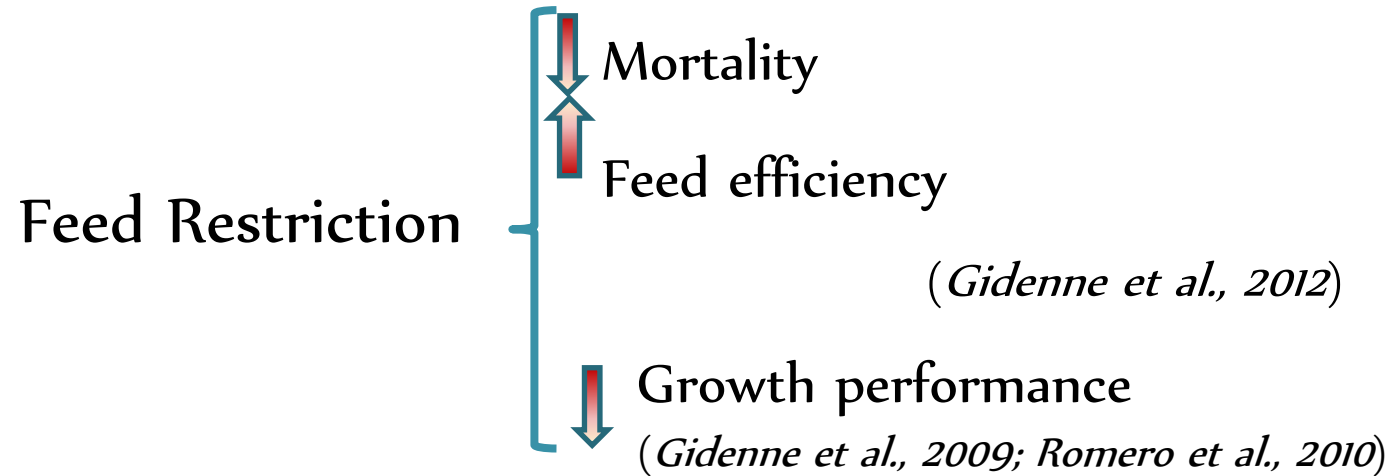 Mortality
Feed efficiency
Feed Restriction
(Gidenne et al., 2012)
Growth performance
(Gidenne et al., 2009; Romero et al., 2010)